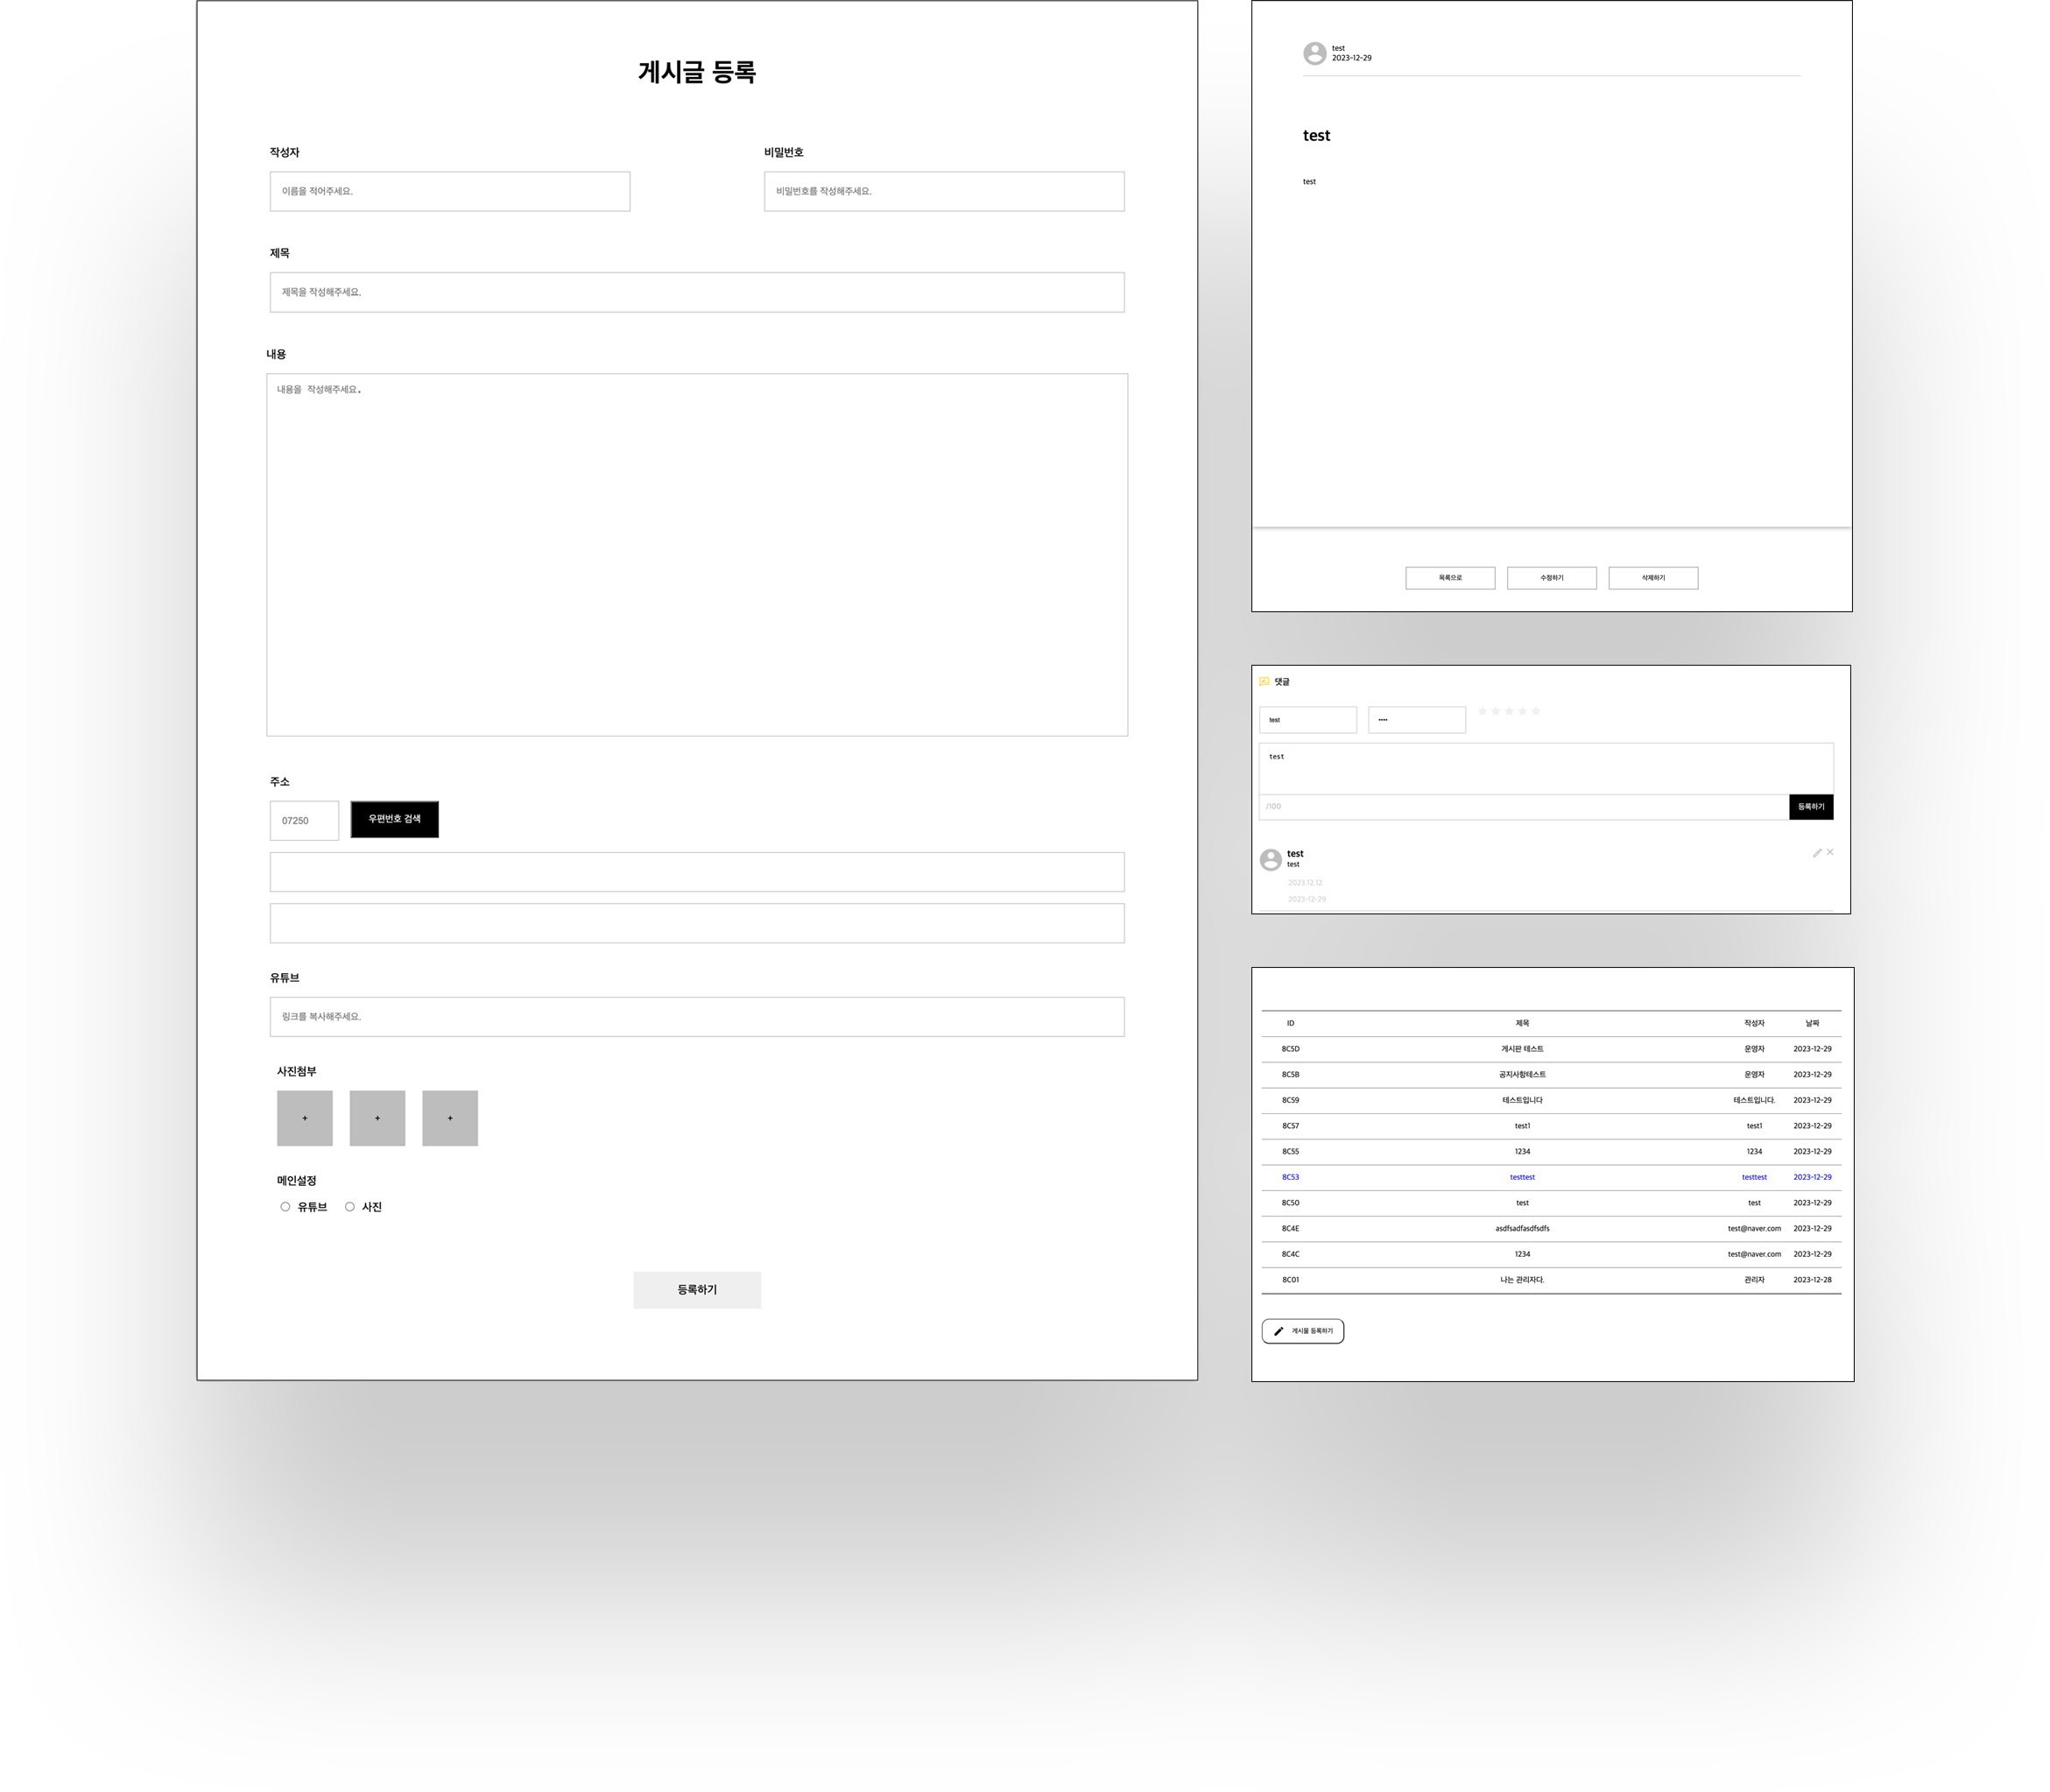 게시글 등록
작성자
비밀번호
이름을 적어주세요.
비밀번호를 작성해주세요.
제목
제목을 작성해주세요.
내용
내용을 작성해주세요.
주소
07250
우편번호 검색
유튜브
링크를 복사해주세요.
사진첨부
+ + +
메인설정
유튜브 사진
등록하기
test
2023-12-29
test
test
목록으로 수정하기 삭제하기
댓글
test ••••
test
/100 등록하기
test
test
2023.12.12
2023-12-29
ID 제목 작성자 날짜
8C5D 게시판 테스트 운영자 2023-12-29
8C5B 공지사항테스트 운영자 2023-12-29
8C59 테스트입니다 테스트입니다. 2023-12-29
8C57 test1 test1 2023-12-29
8C55 1234 1234 2023-12-29
8C53 testtest testtest 2023-12-29
8C50 test test 2023-12-29
8C4E asdfsadfasdfsdfs test@naver.com 2023-12-29
8C4C 1234 test@naver.com 2023-12-29
8C01 나는 관리자다. 관리자 2023-12-28
게시물 등록하기